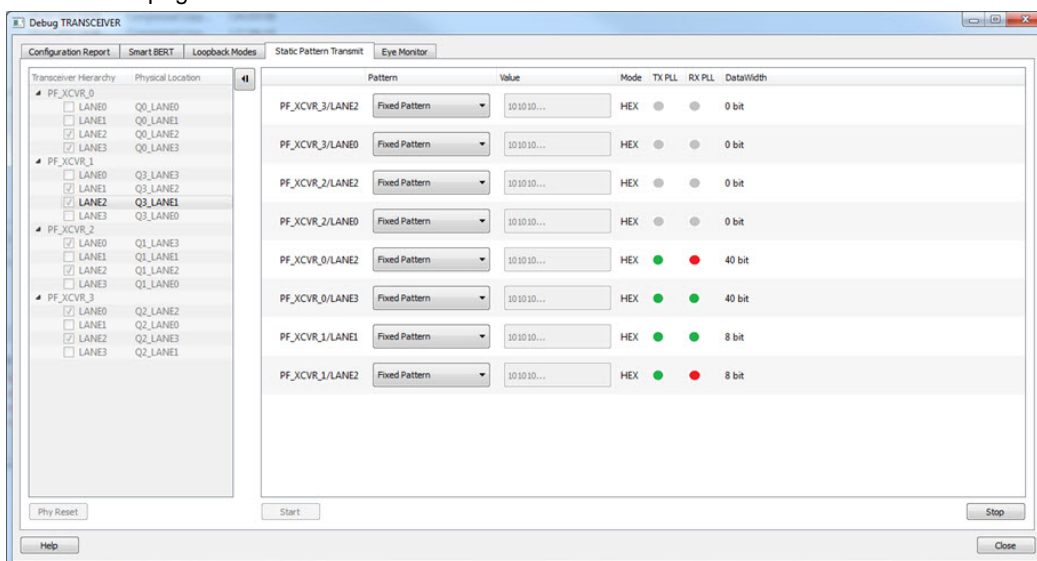 Debug TRANSCEIVER
Configuration Report Smart BERT Loopback Modes Static Pattern Transmit Eye Monitor
Transceiver Hierarchy Physical Location
PF_XCVR_0
LANE0 Q0_LANE0
LANE1 Q0_LANE1
LANE2 Q0_LANE2
LANE3 Q0_LANE3
PF_XCVR_1
LANE0 Q3_LANE3
LANE1 Q3_LANE2
LANE2 Q3_LANE1
LANE3 Q3_LANE0
PF_XCVR_2
LANE0 Q1_LANE3
LANE1 Q1_LANE1
LANE2 Q1_LANE2
LANE3 Q1_LANE0
PF_XCVR_3
LANE0 Q2_LANE2
LANE1 Q2_LANE0
LANE2 Q2_LANE3
LANE3 Q2_LANE1
Phy Reset
Pattern Value Mode TX PLL RX PLL DataWidth
PF_XCVR_3/LANE2 Fixed Pattern 101010... HEX 0 bit
PF_XCVR_3/LANE0 Fixed Pattern 101010... HEX 0 bit
PF_XCVR_2/LANE2 Fixed Pattern 101010... HEX 0 bit
PF_XCVR_2/LANE0 Fixed Pattern 101010... HEX 0 bit
PF_XCVR_0/LANE2 Fixed Pattern 101010... HEX 40 bit
PF_XCVR_0/LANE3 Fixed Pattern 101010... HEX 40 bit
PF_XCVR_1/LANE1 Fixed Pattern 101010... HEX 8 bit
PF_XCVR_1/LANE2 Fixed Pattern 101010... HEX 8 bit
Start Stop
Help Close